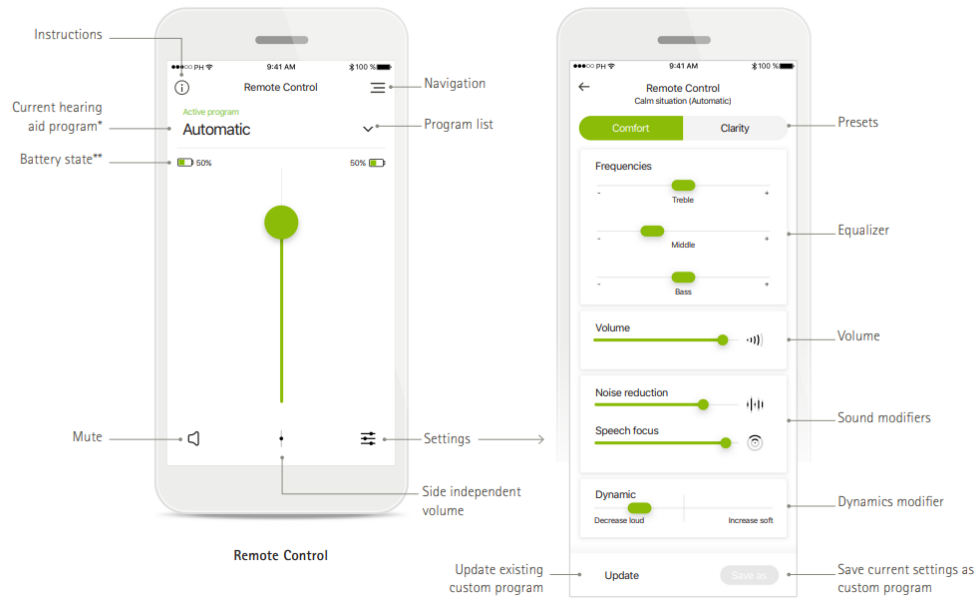 Instructions
Current hearing
aid program*
Battery state**
Mute
PH 9:41 AM 100 %
Remote Control
Active program
Automatic
50% 50%
Navigation
Program list
Settings
Side independent
volume
Remote Control
PH 9:41 AM 100 %
Remote Control
Calm situation (Automatic)
Comfort Clarity
Frequencies
- +
Treble
- +
Middle
- +
Bass
Volume
Noise reduction
Speech focus
Dynamic
Decrease loud Increase soft
Update Save as
Presets
Equalizer
Volume
Sound modifiers
Dynamics modifier
Update existing
custom program
Save current settings as
custom program